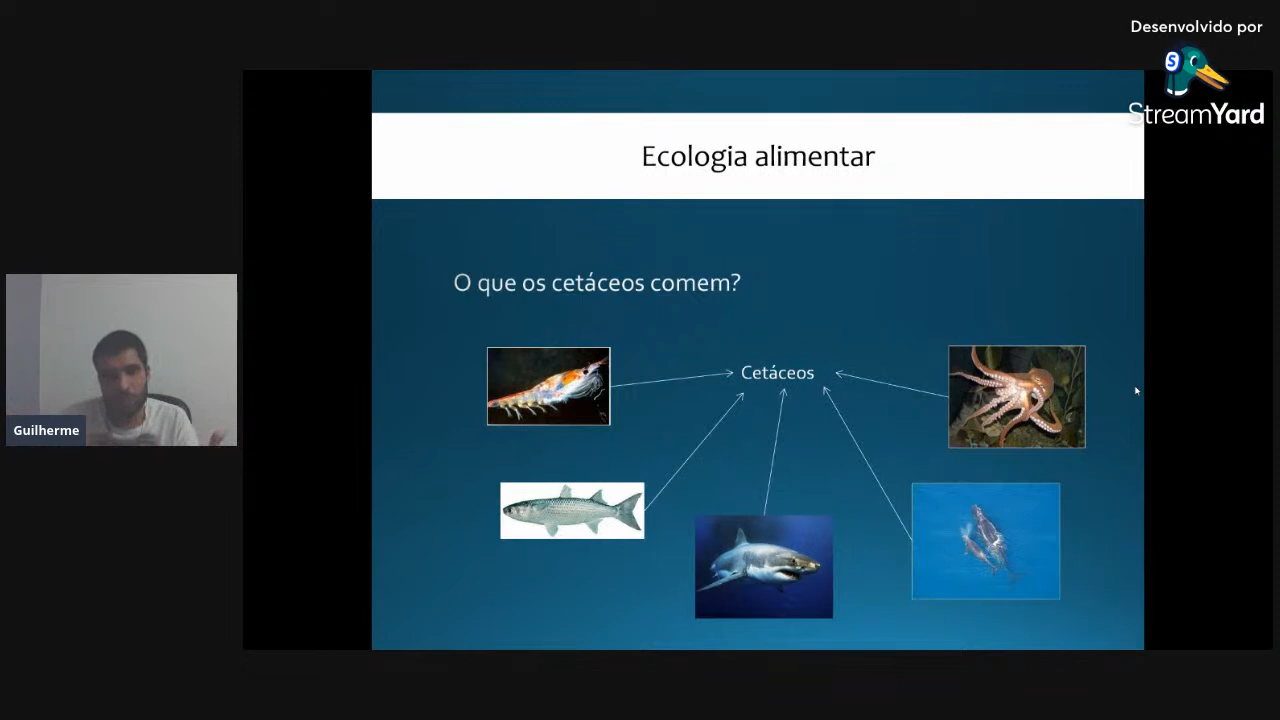 Desenvolvido por
StreamYard
Ecologia alimentar
O que os cetáceos comem?
Cetáceos
Guilherme